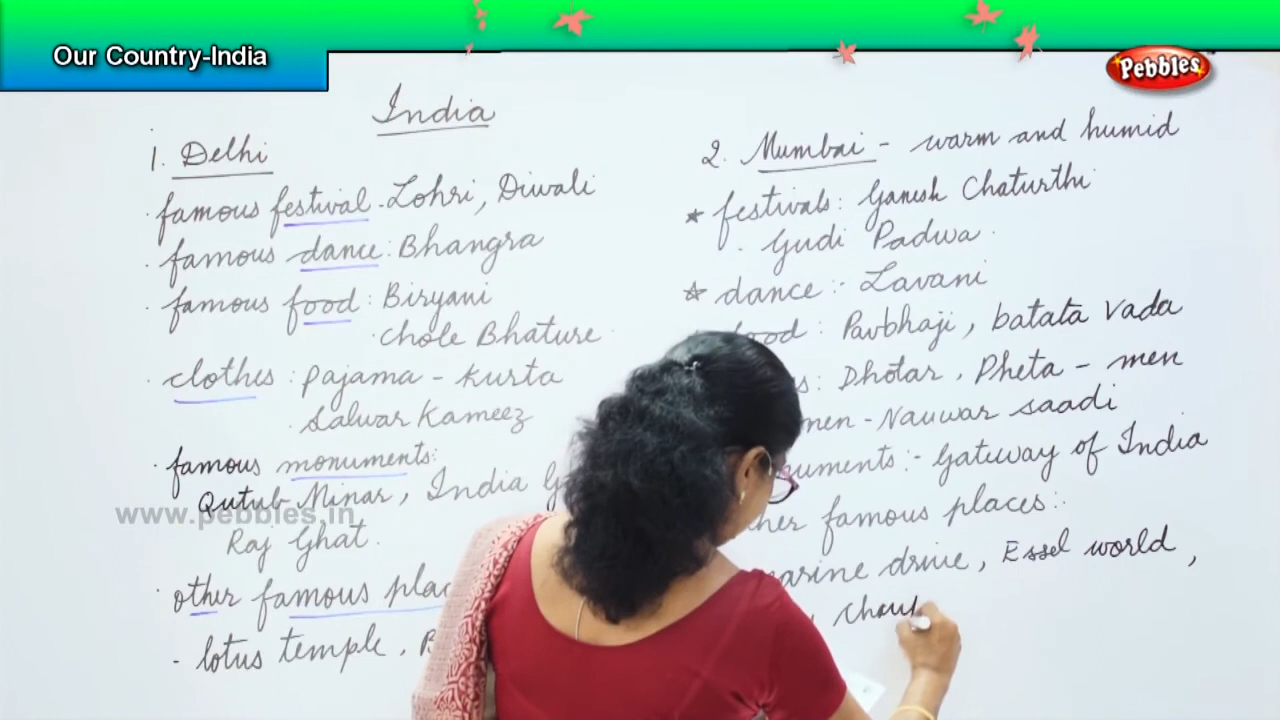 Our Country-India
Pebbles
India
1. Delhi
famous festival - Lohri, Diwali
famous dance : Bhangra
famous food : Biryani
Chole Bhature
clothes : Pajama - Kurta
Salwar Kameez
famous monuments:
Qutub Minar, India
Raj Ghat.
other famous
- lotus temple,
www.pebbles.in
2. Mumbai - warm and humid
* festivals: Ganesh Chaturthi
Gudi Padwa
* dance :- Lavani
: Pavbhaji, batata vada
: Dhotar, Pheta - men
- Nauwar saadi
:- Gateway of India
famous places:-
drive, Essel world,